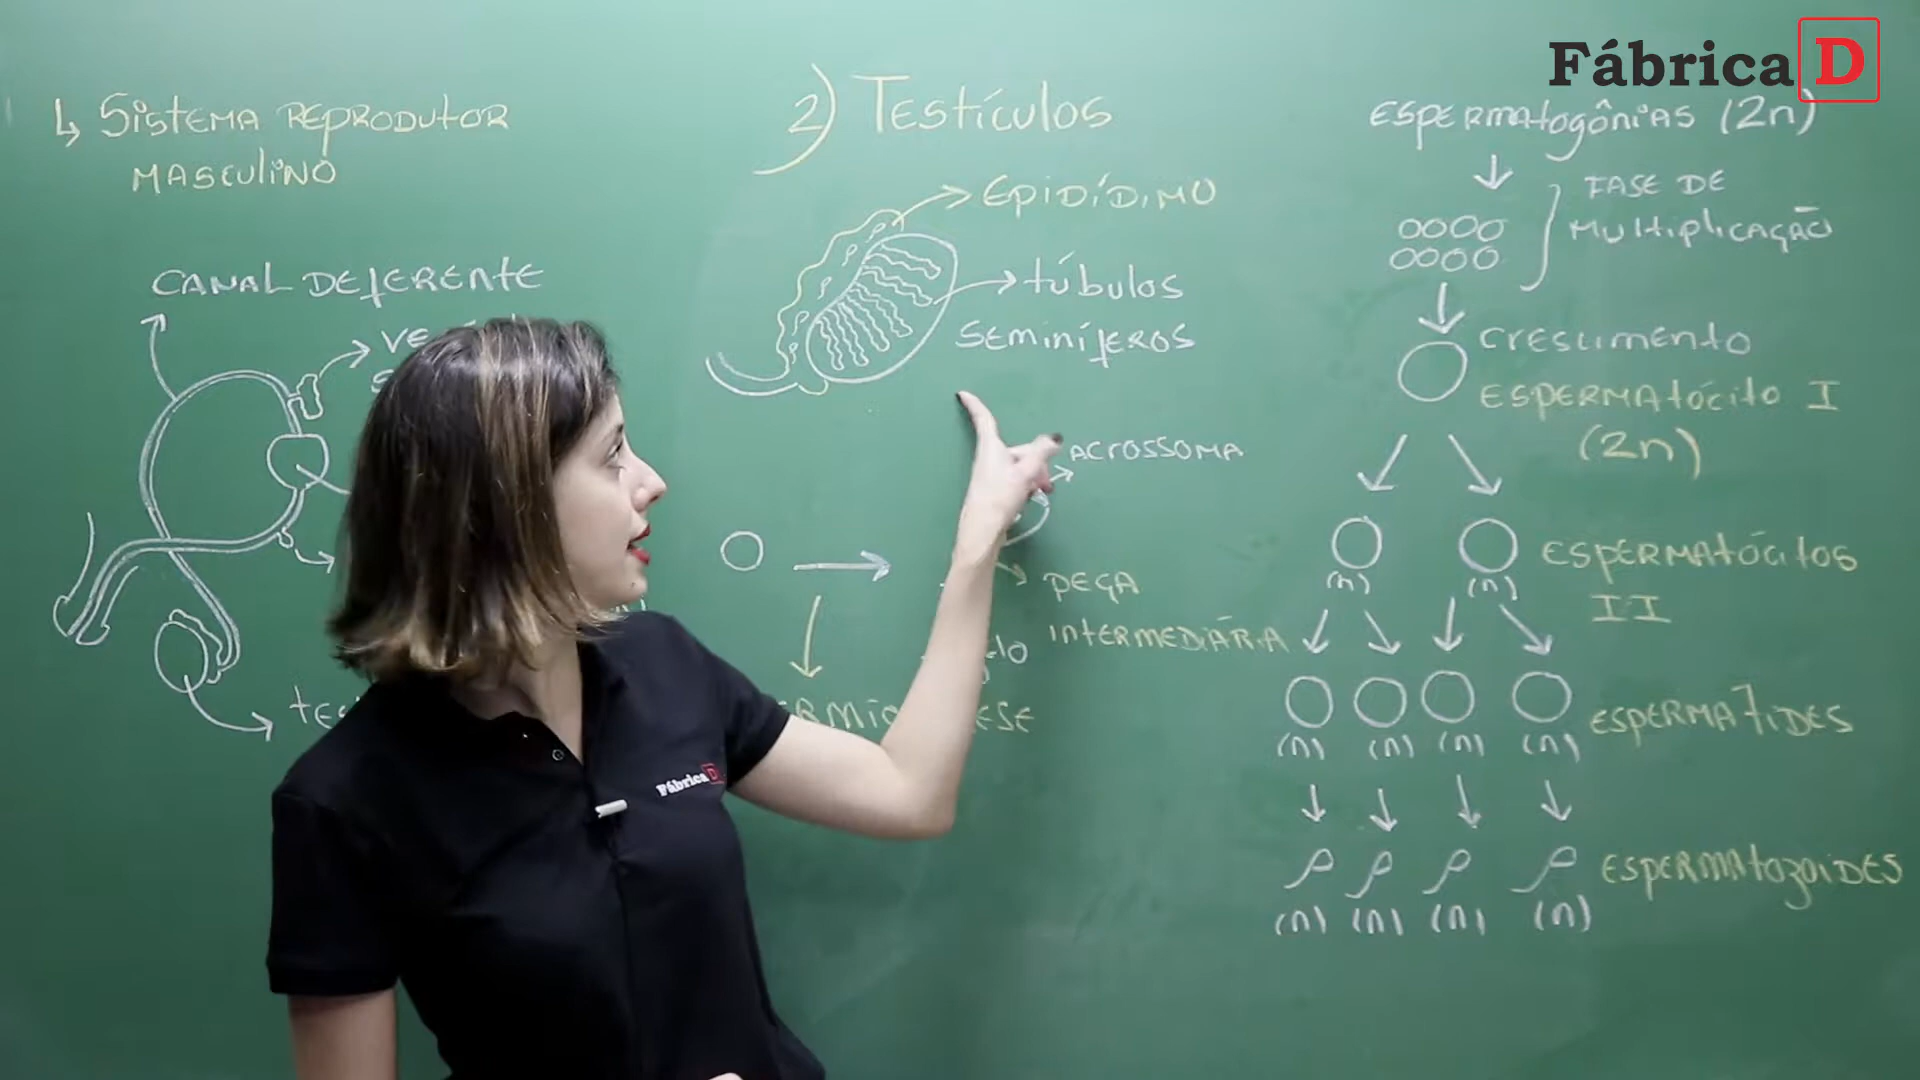 Fábrica D
↳ Sistema Reprodutor
Masculino
Canal Deferente
2) Testículos
Epidídimo
túbulos
Seminíferos
Acrossoma
Peça
Intermediária
Espermatogônias (2n)
Fase de
Multiplicação
Crescimento
Espermatócito I
(2n)
(n) (n)
Espermatócitos
II
Espermátides
(n) (n) (n) (n)
Espermatozoides
(n) (n) (n) (n)
Fábrica D